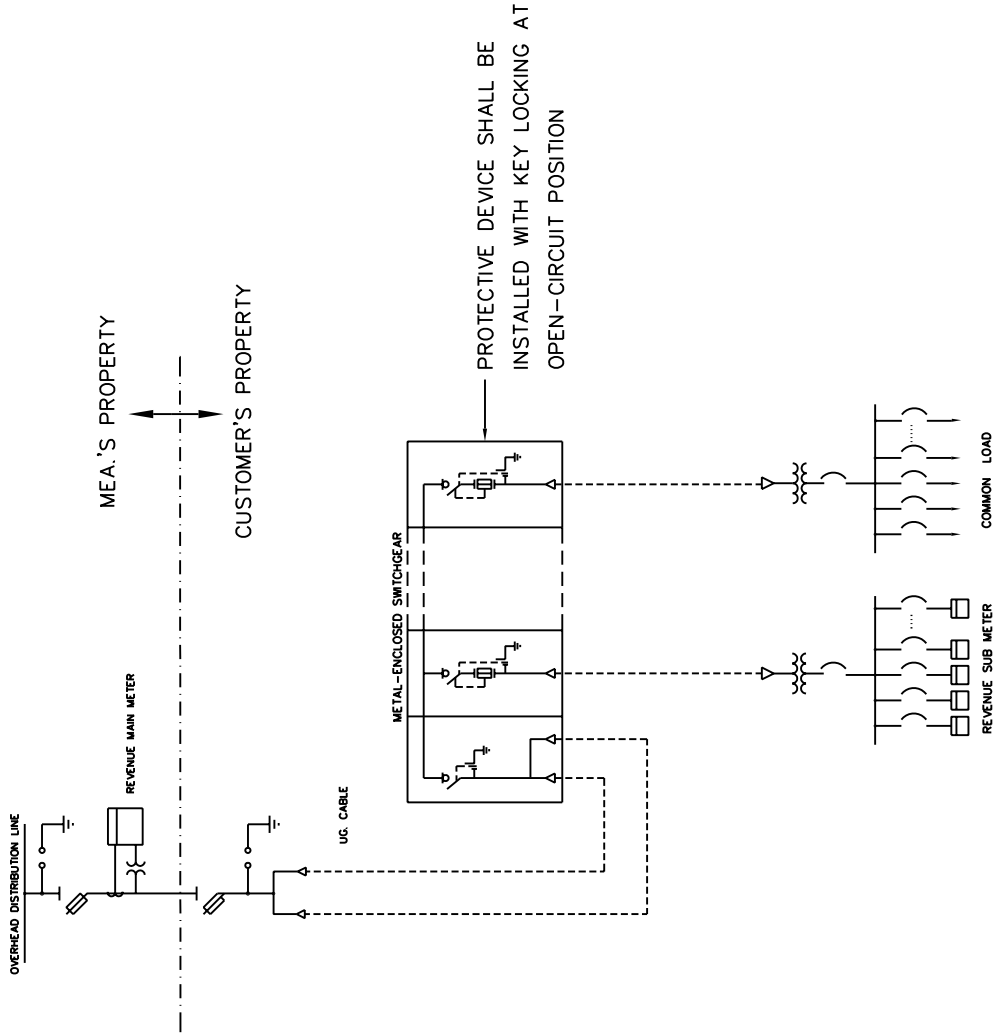 OVERHEAD DISTRIBUTION LINE
REVENUE MAIN METER
MEA.'S PROPERTY
CUSTOMER'S PROPERTY
UG. CABLE
METAL-ENCLOSED SWITCHGEAR
PROTECTIVE DEVICE SHALL BE
INSTALLED WITH KEY LOCKING AT
OPEN-CIRCUIT POSITION
REVENUE SUB METER
COMMON LOAD